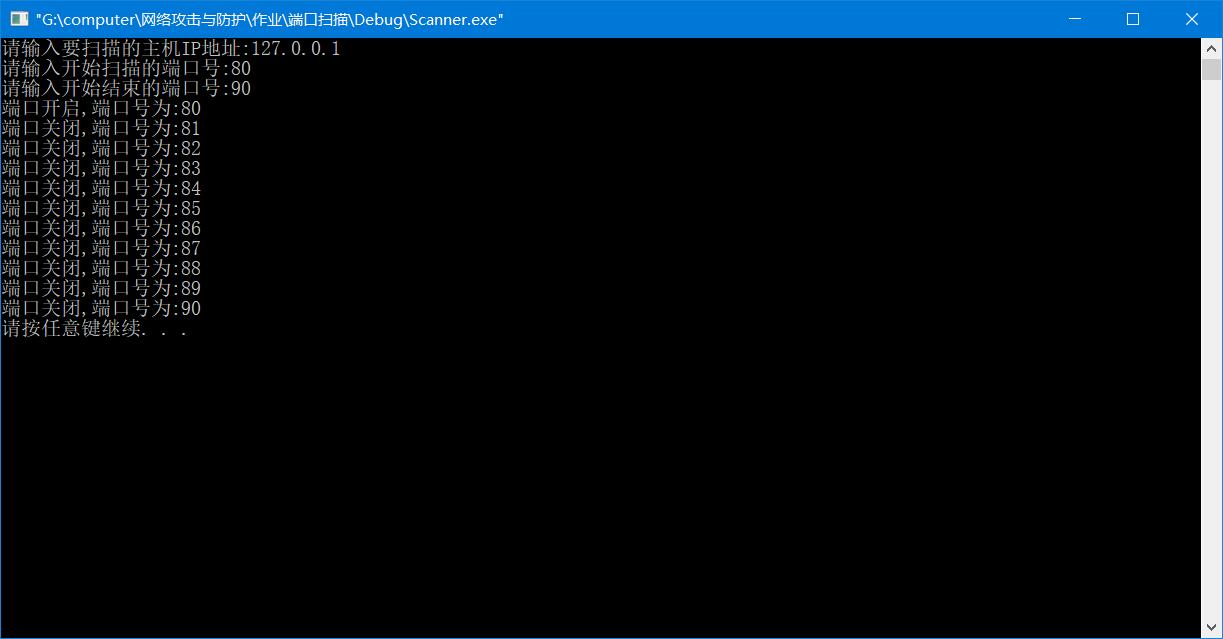 "G:\computer\网络攻击与防护\作业\端口扫描\Debug\Scanner.exe"
请输入要扫描的主机IP地址:127.0.0.1
请输入开始扫描的端口号:80
请输入开始结束的端口号:90
端口开启,端口号为:80
端口关闭,端口号为:81
端口关闭,端口号为:82
端口关闭,端口号为:83
端口关闭,端口号为:84
端口关闭,端口号为:85
端口关闭,端口号为:86
端口关闭,端口号为:87
端口关闭,端口号为:88
端口关闭,端口号为:89
端口关闭,端口号为:90
请按任意键继续. . .